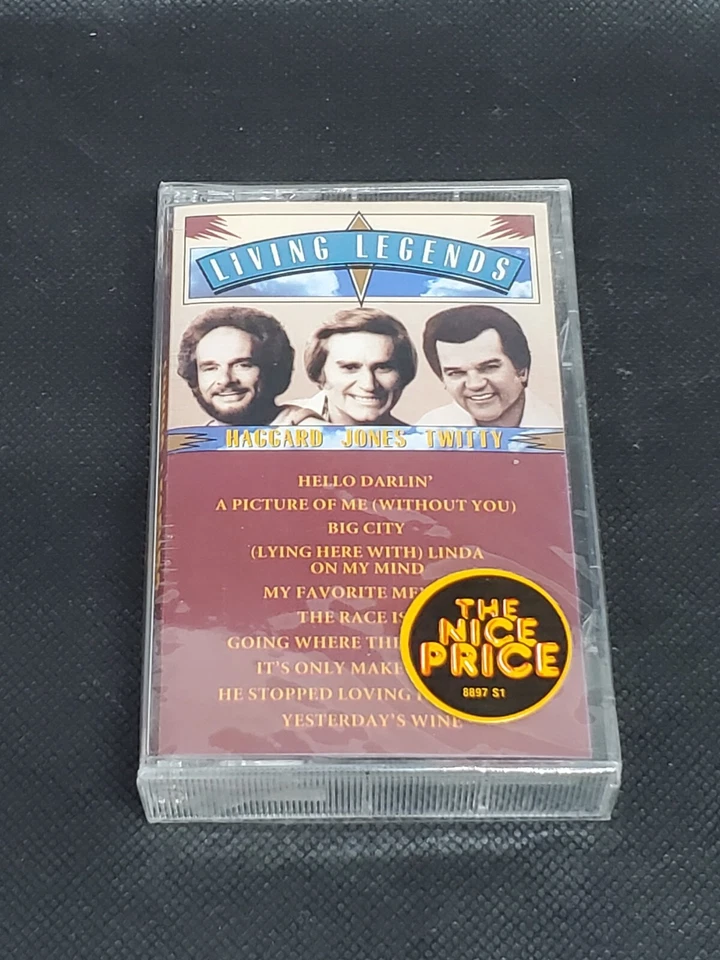 LIVING LEGENDS
HAGGARD JONES TWITTY
HELLO DARLIN'
A PICTURE OF ME (WITHOUT YOU)
BIG CITY
(LYING HERE WITH) LINDA
ON MY MIND
MY FAVORITE
THE RACE
GOING WHERE
IT'S ONLY MAKE
HE STOPPED LOVING
YESTERDAY'S WINE
THE
NICE
PRICE
8897 S1